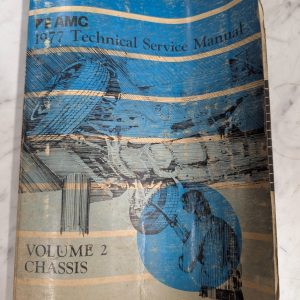 AMC
1977 Technical Service Manual
VOLUME 2
CHASSIS